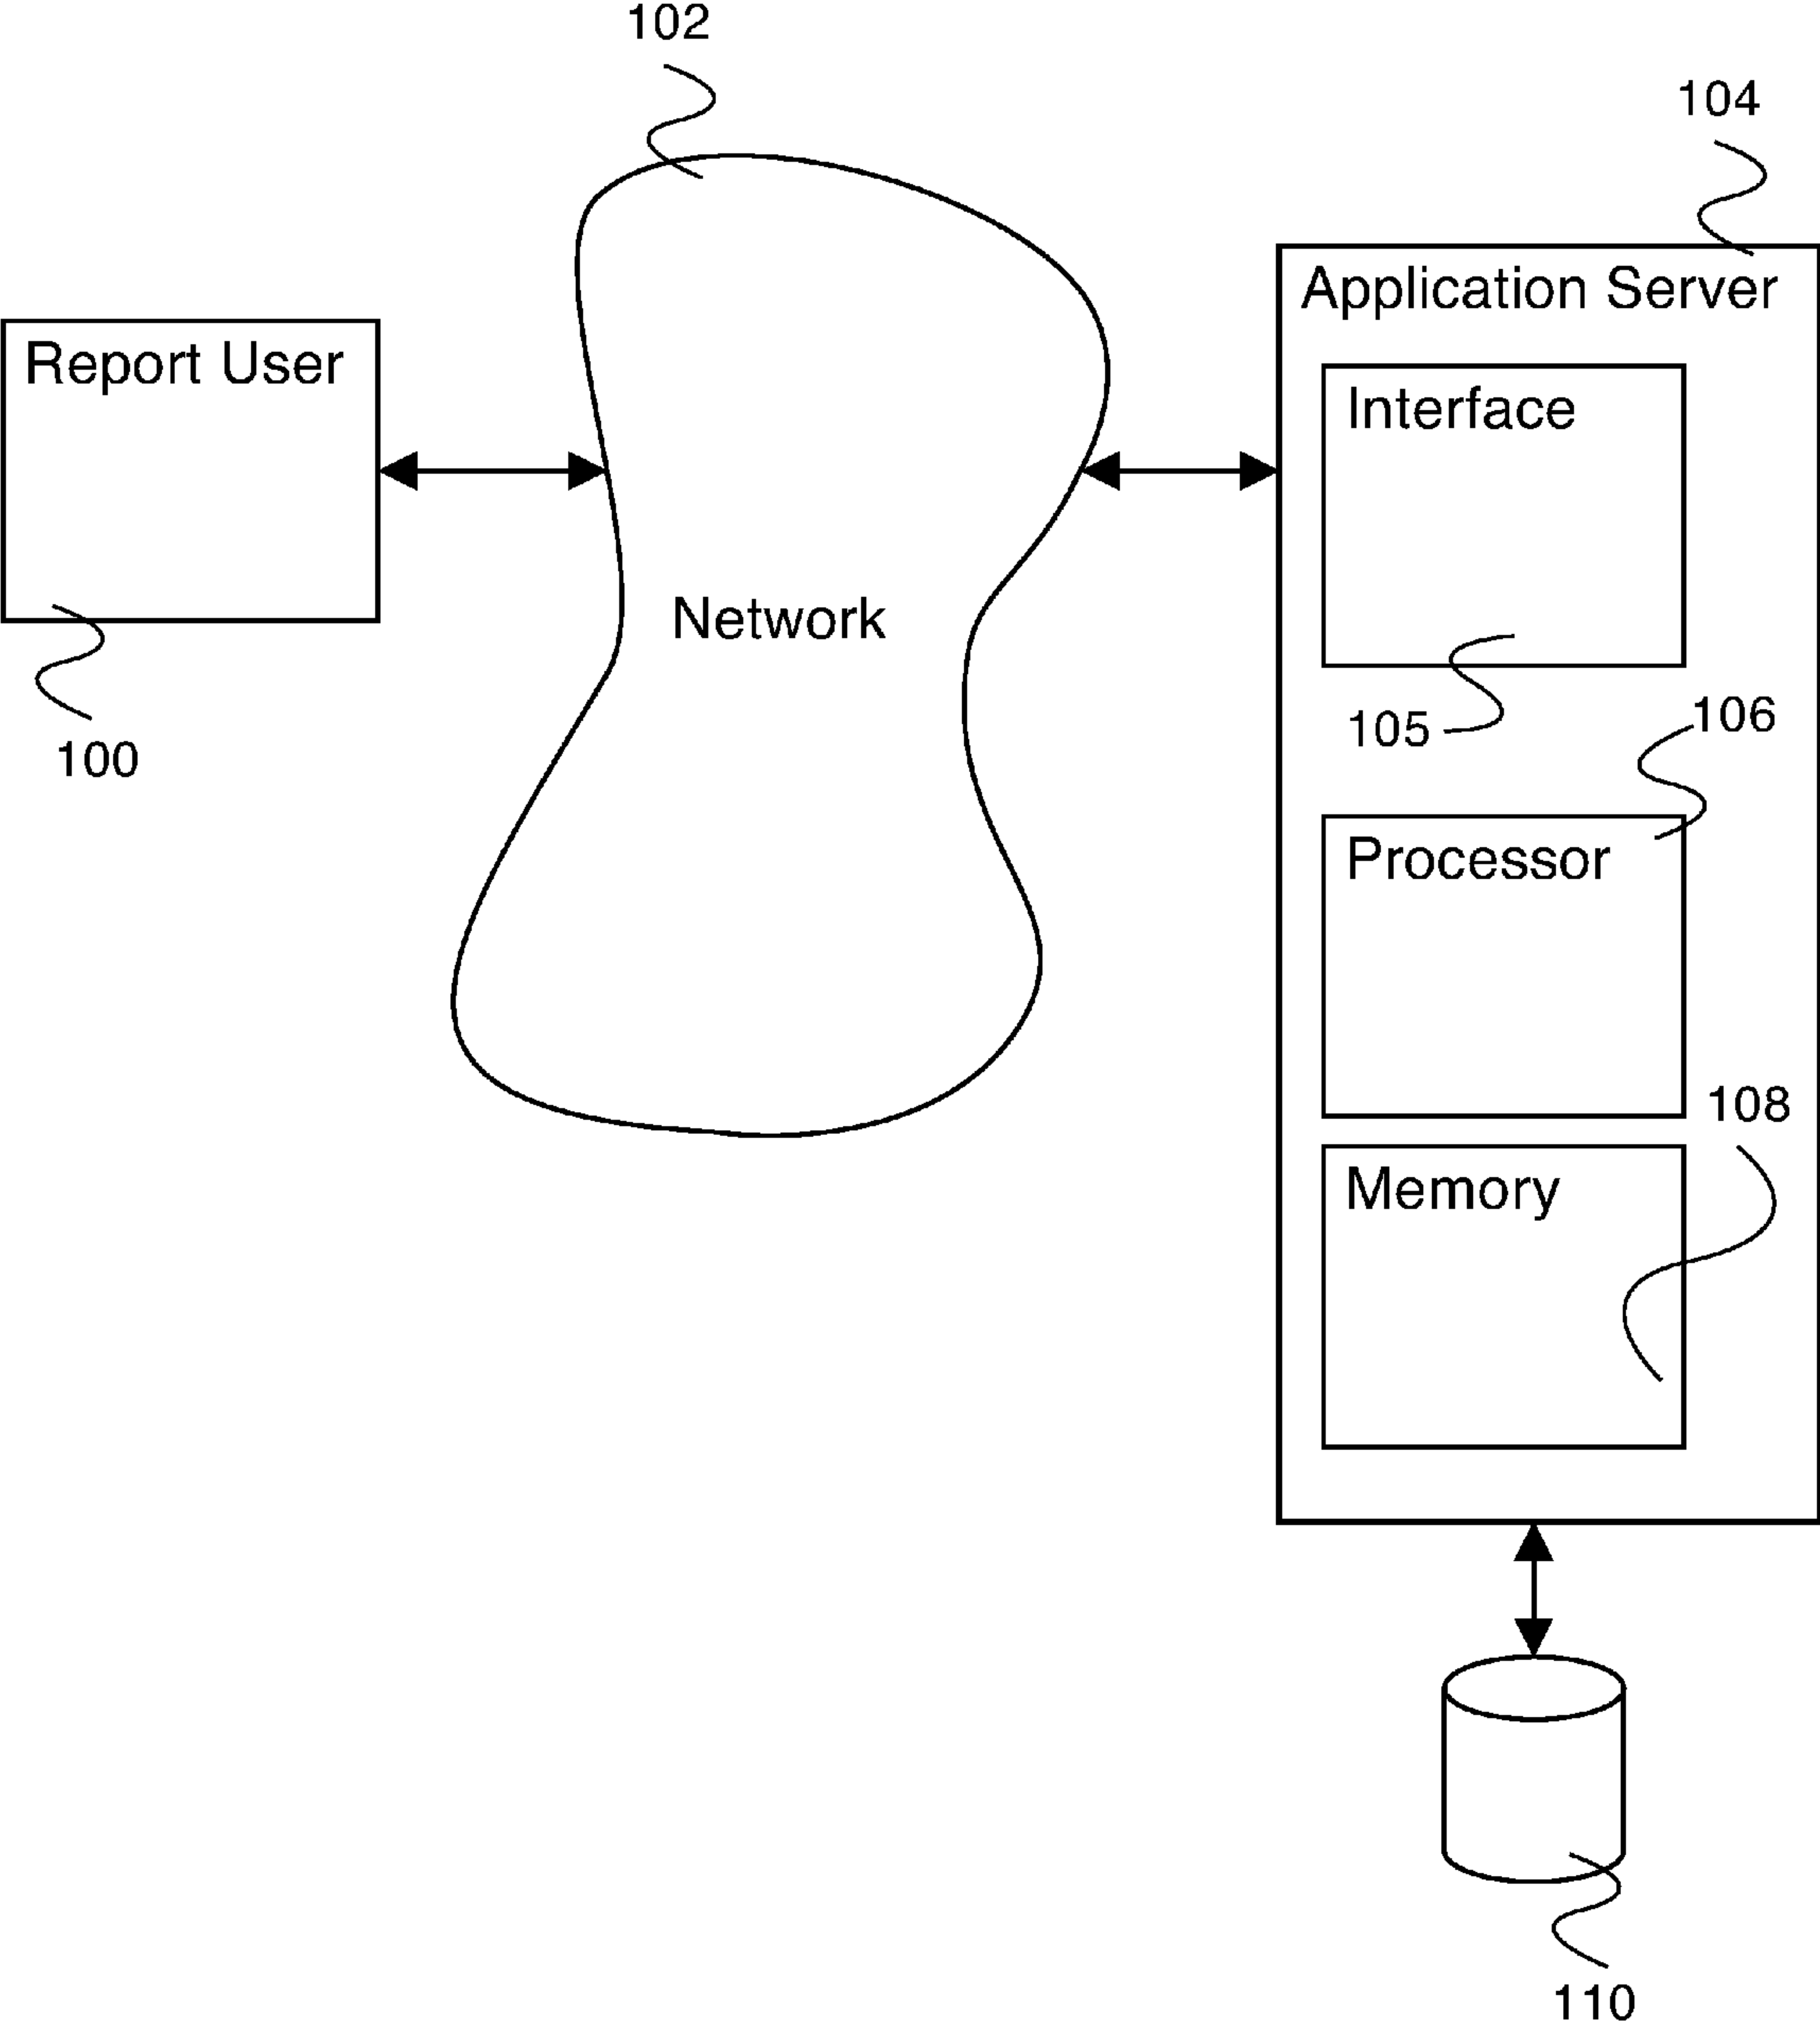 102
104
Application Server
Report User
Interface
Network
105
106
100
Processor
108
Memory
110